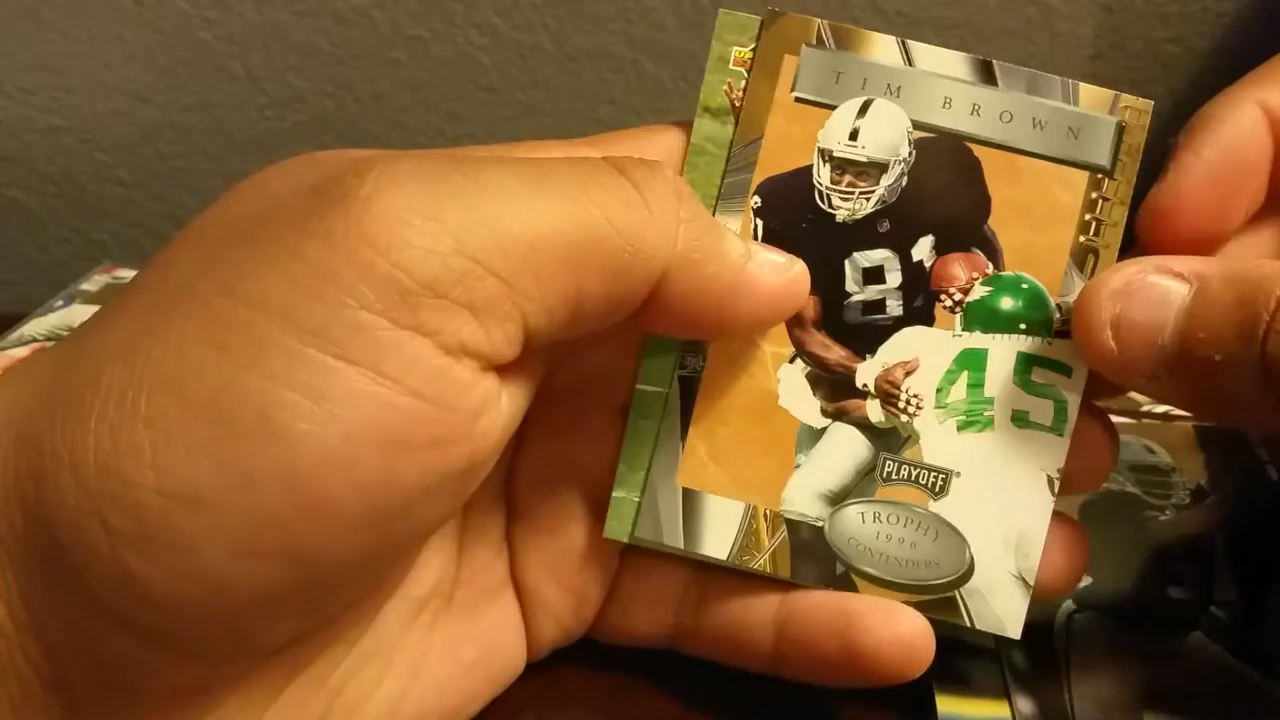 TIM BROWN
81
45
PLAYOFF®
TROPHY
1996
CONTENDERS